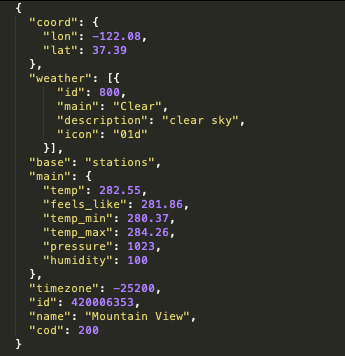 {
  "coord": {
    "lon": -122.08,
    "lat": 37.39
  },
  "weather": [{
      "id": 800,
      "main": "Clear",
      "description": "clear sky",
      "icon": "01d"
    }],
  "base": "stations",
  "main": {
    "temp": 282.55,
    "feels_like": 281.86,
    "temp_min": 280.37,
    "temp_max": 284.26,
    "pressure": 1023,
    "humidity": 100
  },
  "timezone": -25200,
  "id": 420006353,
  "name": "Mountain View",
  "cod": 200
}